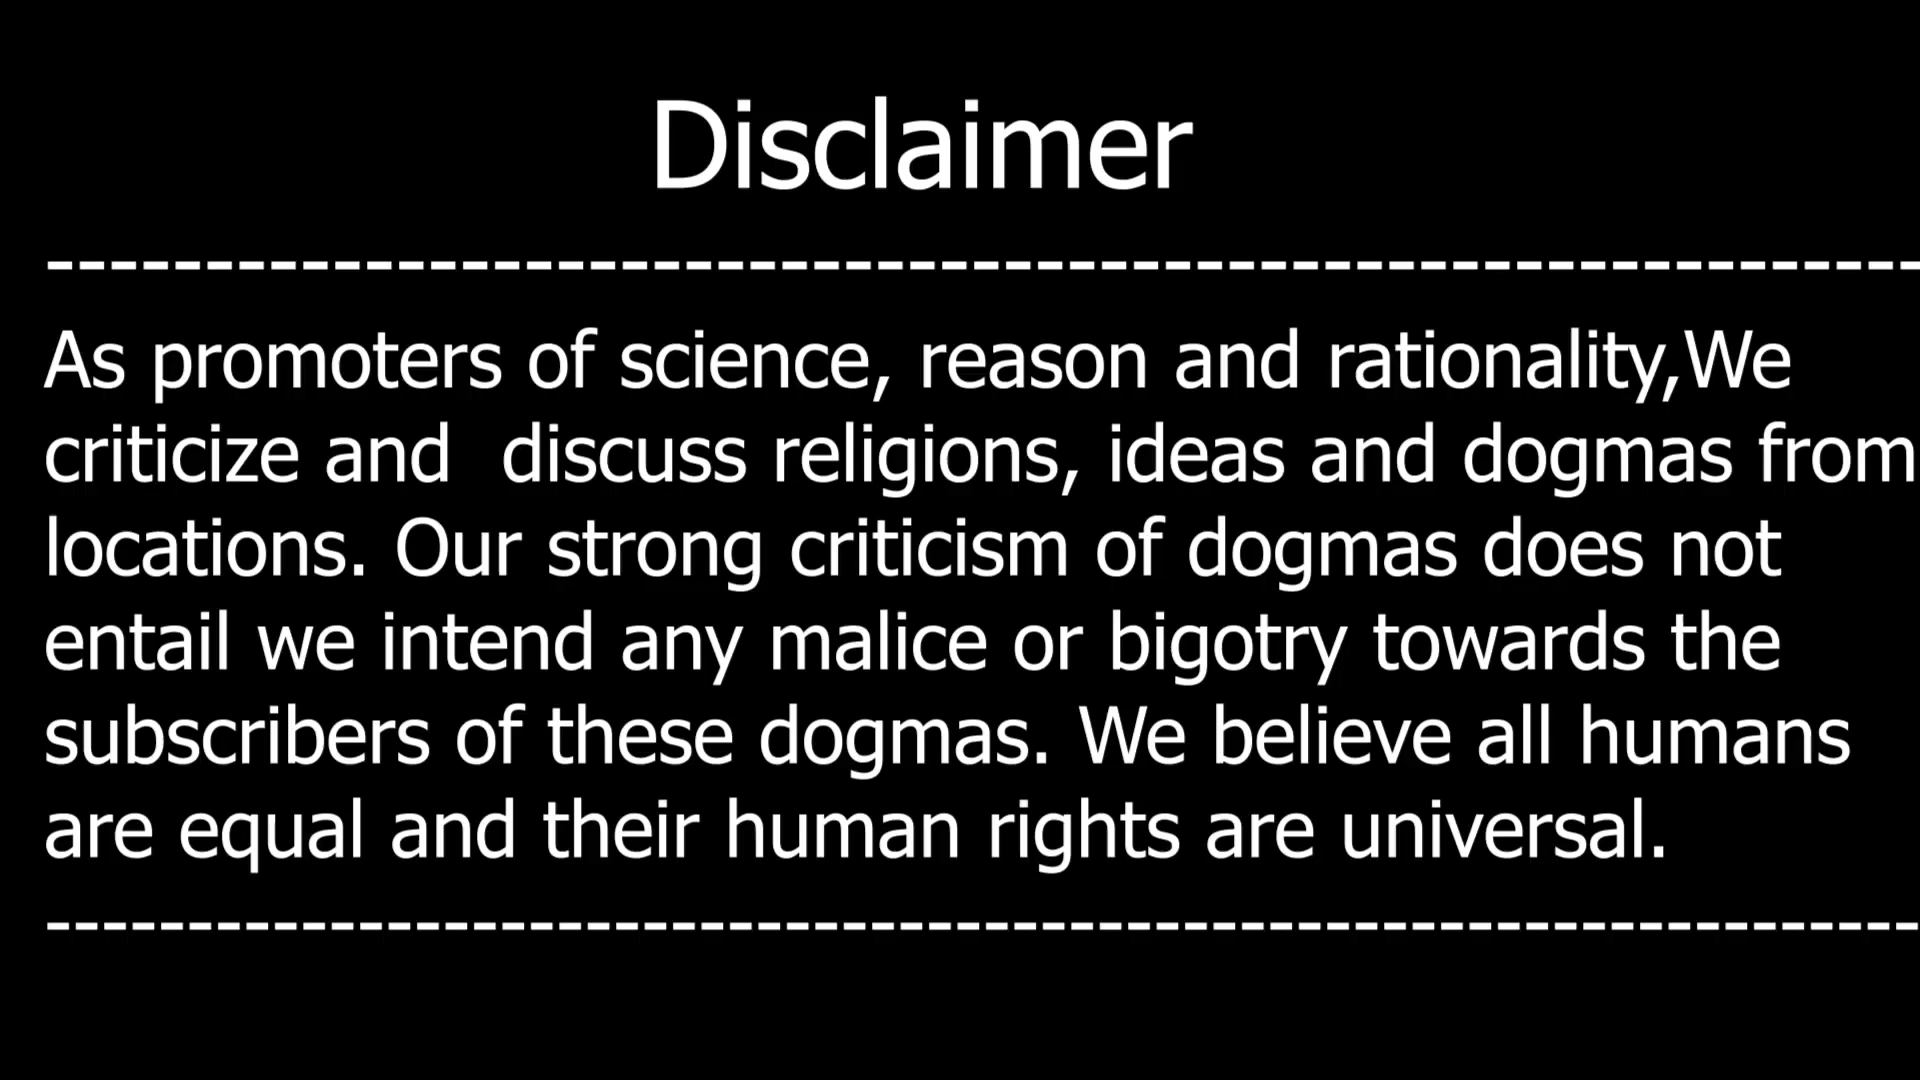 Disclaimer
------------------------------------------------------------
As promoters of science, reason and rationality,We
criticize and  discuss religions, ideas and dogmas from
locations. Our strong criticism of dogmas does not
entail we intend any malice or bigotry towards the
subscribers of these dogmas. We believe all humans
are equal and their human rights are universal.
------------------------------------------------------------------